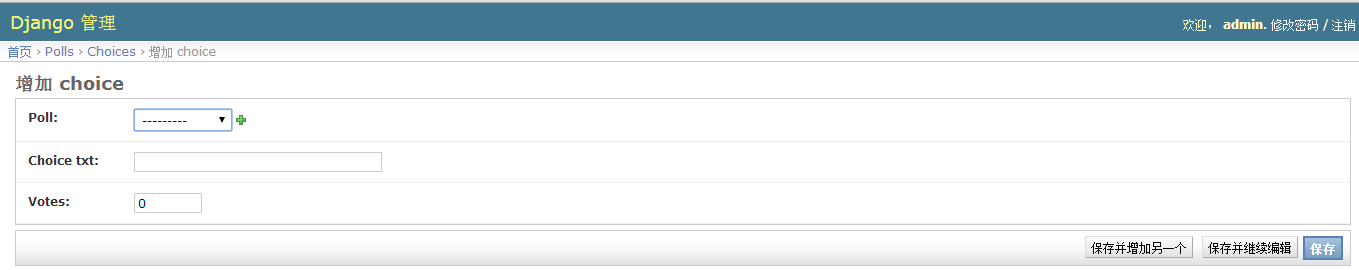 Django 管理
欢迎， admin. 修改密码 / 注销
首页 › Polls › Choices › 增加 choice
增加 choice
Poll: ---------
Choice txt:
Votes: 0
保存并增加另一个 保存并继续编辑 保存